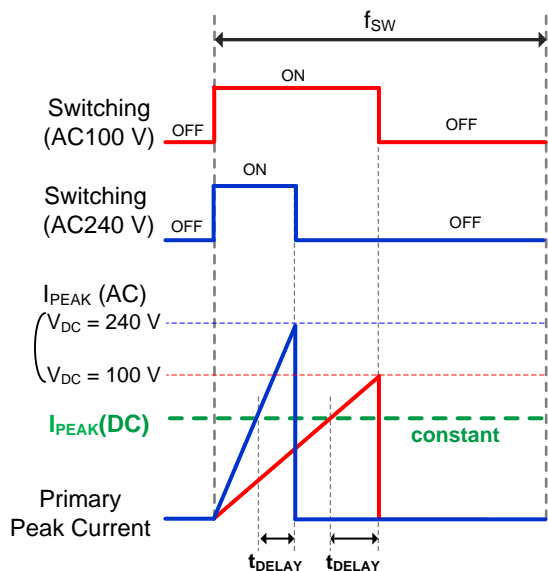 fSW
ON
Switching
(AC100 V)
OFF
OFF
ON
Switching
(AC240 V)
OFF
OFF
IPEAK (AC)
VDC = 240 V
VDC = 100 V
IPEAK(DC)
constant
Primary
Peak Current
tDELAY
tDELAY